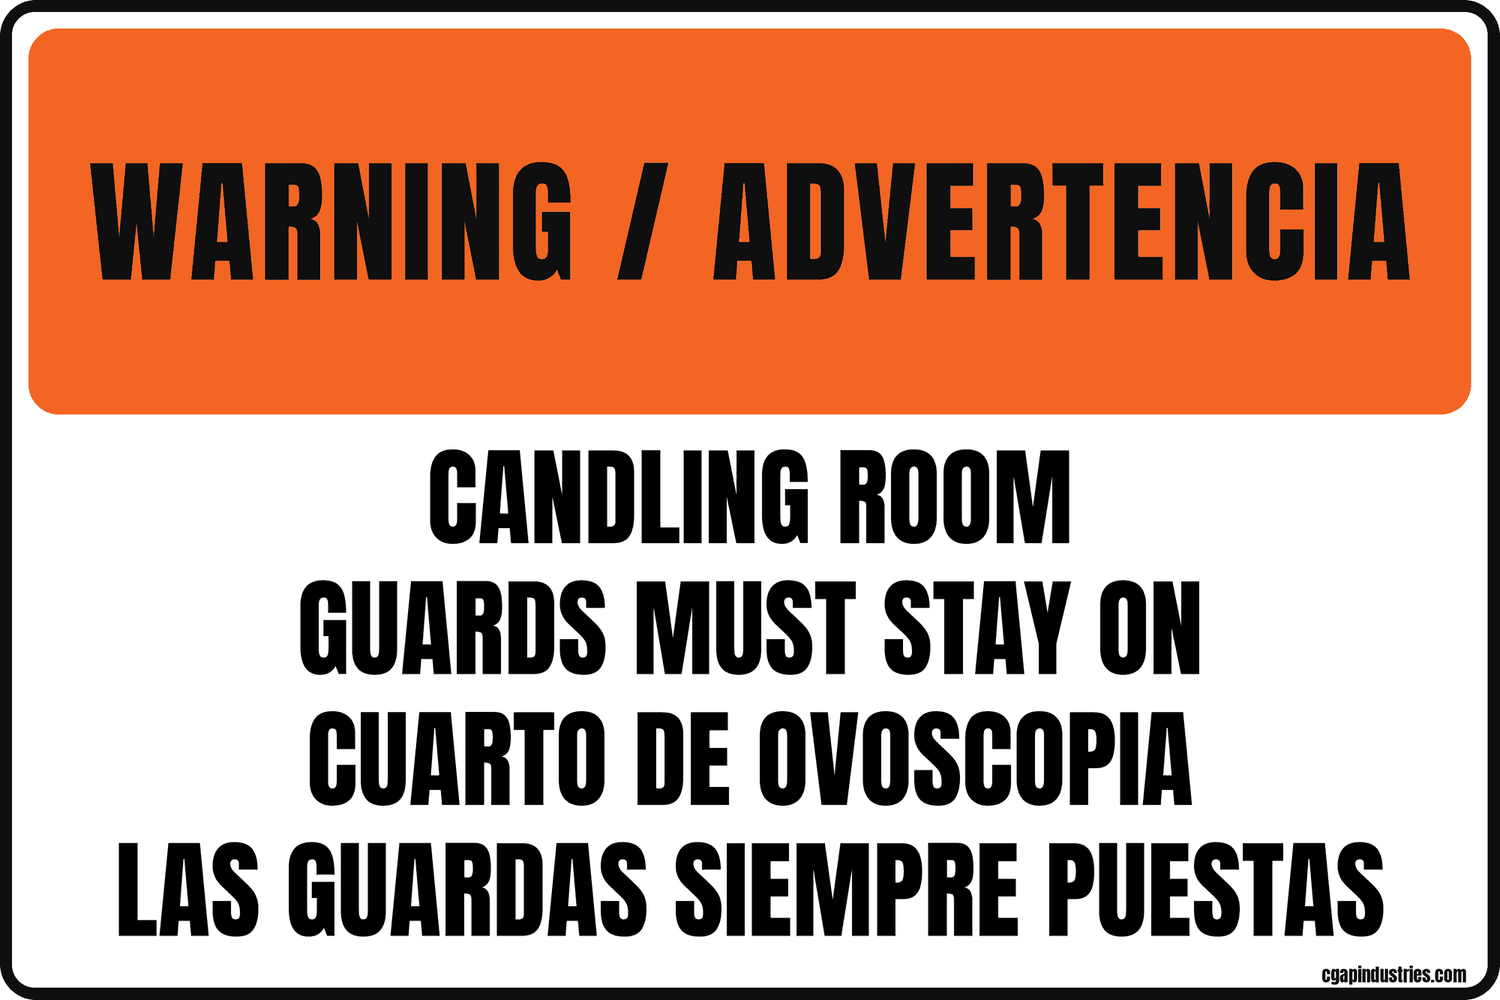 WARNING / ADVERTENCIA
CANDLING ROOM
GUARDS MUST STAY ON
CUARTO DE OVOSCOPIA
LAS GUARDAS SIEMPRE PUESTAS
cgapindustries.com